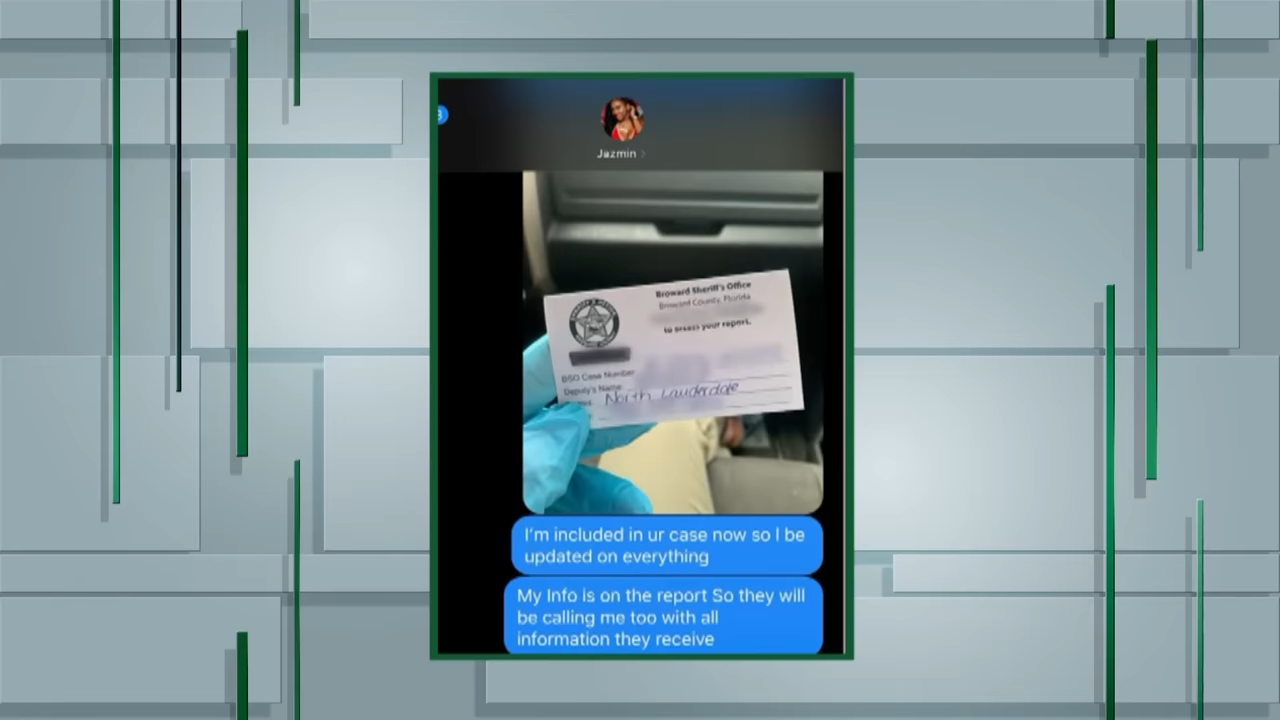 Jazmin
Broward Sheriff's Office
Broward County, Florida
to access your report.
BSO Case Number
Deputy's Name
North Lauderdale
I'm included in ur case now so I be
updated on everything
My Info is on the report So they will
be calling me too with all
information they receive